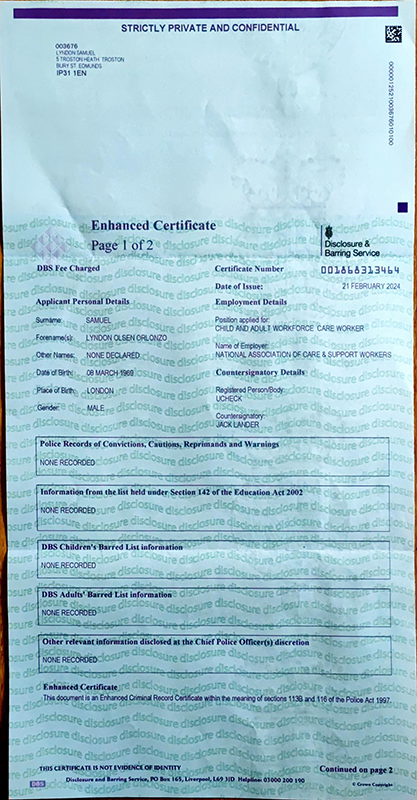 STRICTLY PRIVATE AND CONFIDENTIAL
003676
LYNDON SAMUEL
5 TROSTON HEATH TROSTON
BURY ST EDMUNDS
IP31 1EN
Enhanced Certificate
Page 1 of 2
Disclosure &
Barring Service
DBS Fee Charged
Certificate Number 001868313464
Date of Issue: 21 FEBRUARY 2024
Applicant Personal Details
Surname: SAMUEL
Forename(s): LYNDON OLSEN ORLONZO
Other Names: NONE DECLARED
Date of Birth: 08 MARCH 1969
Place of Birth: LONDON
Gender: MALE
Employment Details
Position applied for:
CHILD AND ADULT WORKFORCE CARE WORKER
Name of Employer:
NATIONAL ASSOCIATION OF CARE & SUPPORT WORKERS
Countersignatory Details
Registered Person/Body:
UCHECK
Countersignatory:
JACK LANDER
Police Records of Convictions, Cautions, Reprimands and Warnings
NONE RECORDED
Information from the list held under Section 142 of the Education Act 2002
NONE RECORDED
DBS Children's Barred List information
NONE RECORDED
DBS Adults' Barred List information
NONE RECORDED
Other relevant information disclosed at the Chief Police Officer(s) discretion
NONE RECORDED
Enhanced Certificate
This document is an Enhanced Criminal Record Certificate within the meaning of sections 113B and 116 of the Police Act 1997.
THIS CERTIFICATE IS NOT EVIDENCE OF IDENTITY
Continued on page 2
DBS
Disclosure and Barring Service, PO Box 165, Liverpool, L69 3JD Helpline: 03000 200 190
© Crown Copyright